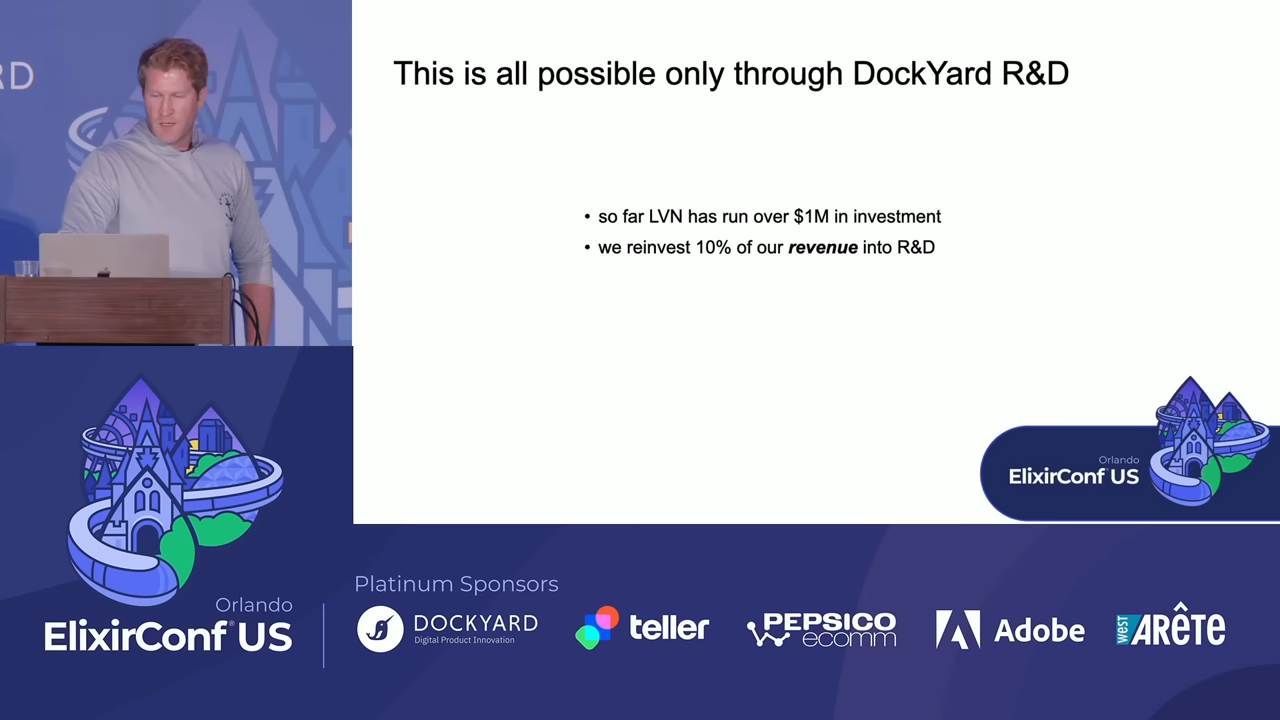 RD
This is all possible only through DockYard R&D
• so far LVN has run over $1M in investment
• we reinvest 10% of our revenue into R&D
Orlando
ElixirConf US
Orlando
ElixirConf® US
Platinum Sponsors
DOCKYARD
Digital Product Innovation
teller
PEPSICO
ecomm
Adobe
west ARÊTE